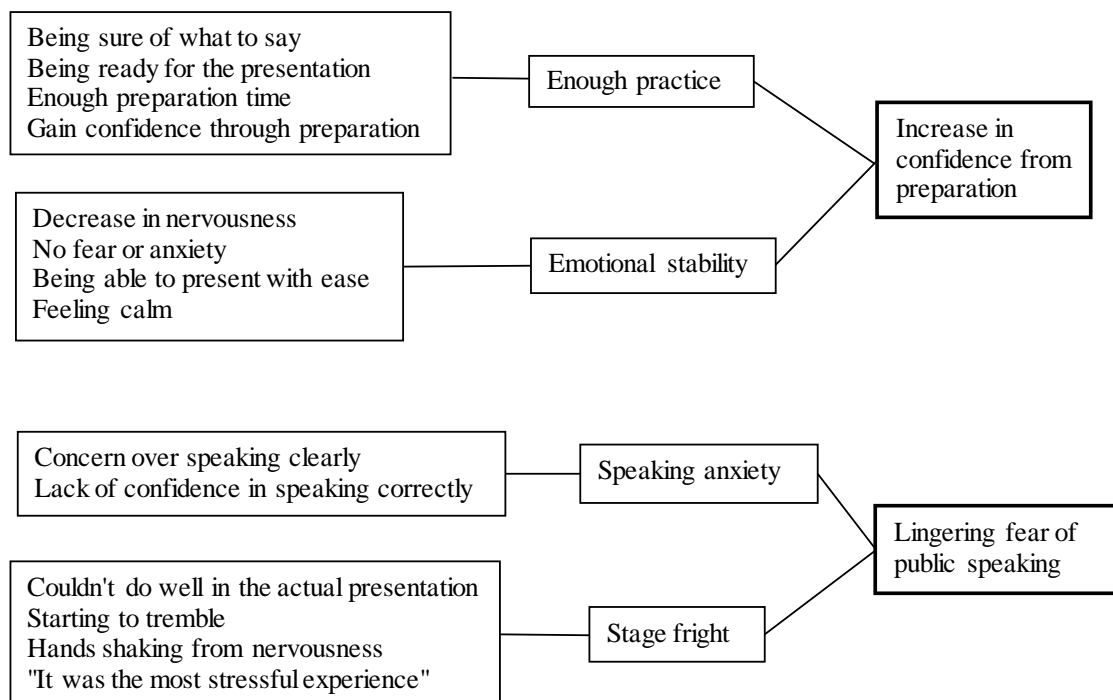 Being sure of what to say
Being ready for the presentation
Enough preparation time
Gain confidence through preparation
Enough practice
Increase in
confidence from
preparation
Decrease in nervousness
No fear or anxiety
Being able to present with ease
Feeling calm
Emotional stability
Concern over speaking clearly
Lack of confidence in speaking correctly
Speaking anxiety
Lingering fear of
public speaking
Couldn't do well in the actual presentation
Starting to tremble
Hands shaking from nervousness
"It was the most stressful experience"
Stage fright